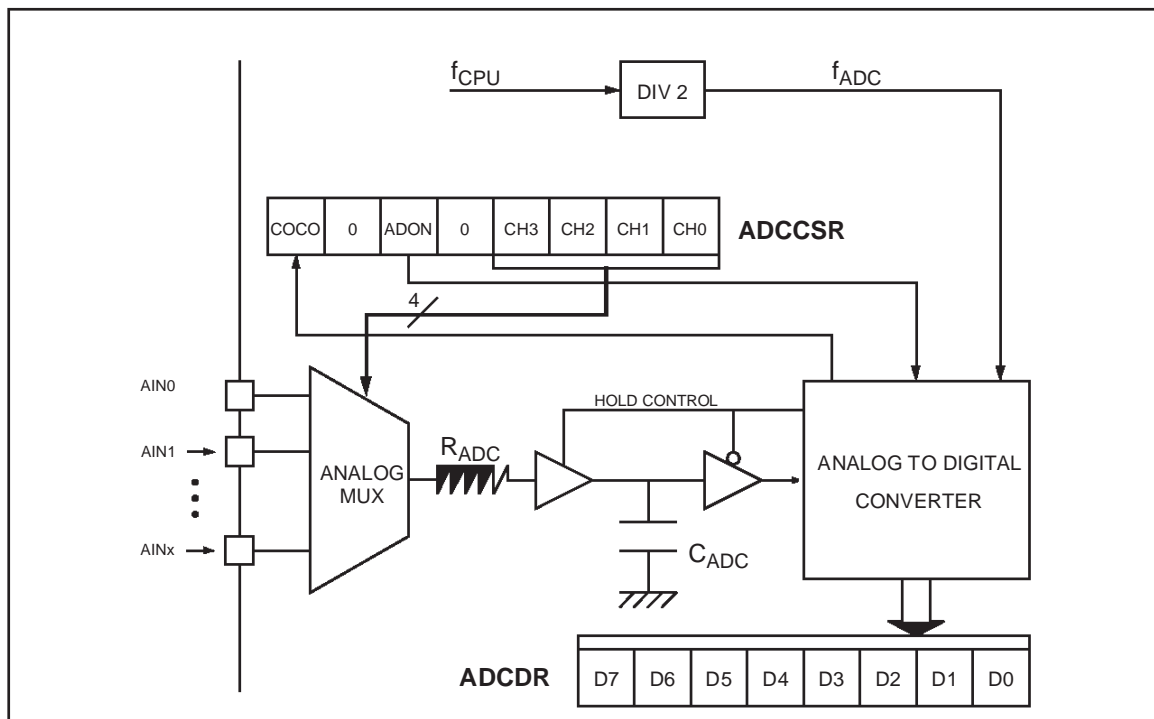 fCPU
DIV 2
fADC
COCO 0 ADON 0 CH3 CH2 CH1 CH0 ADCCSR
4
AIN0
HOLD CONTROL
AIN1
RADC
ANALOG
MUX
ANALOG TO DIGITAL
CONVERTER
AINx
CADC
ADCDR D7 D6 D5 D4 D3 D2 D1 D0